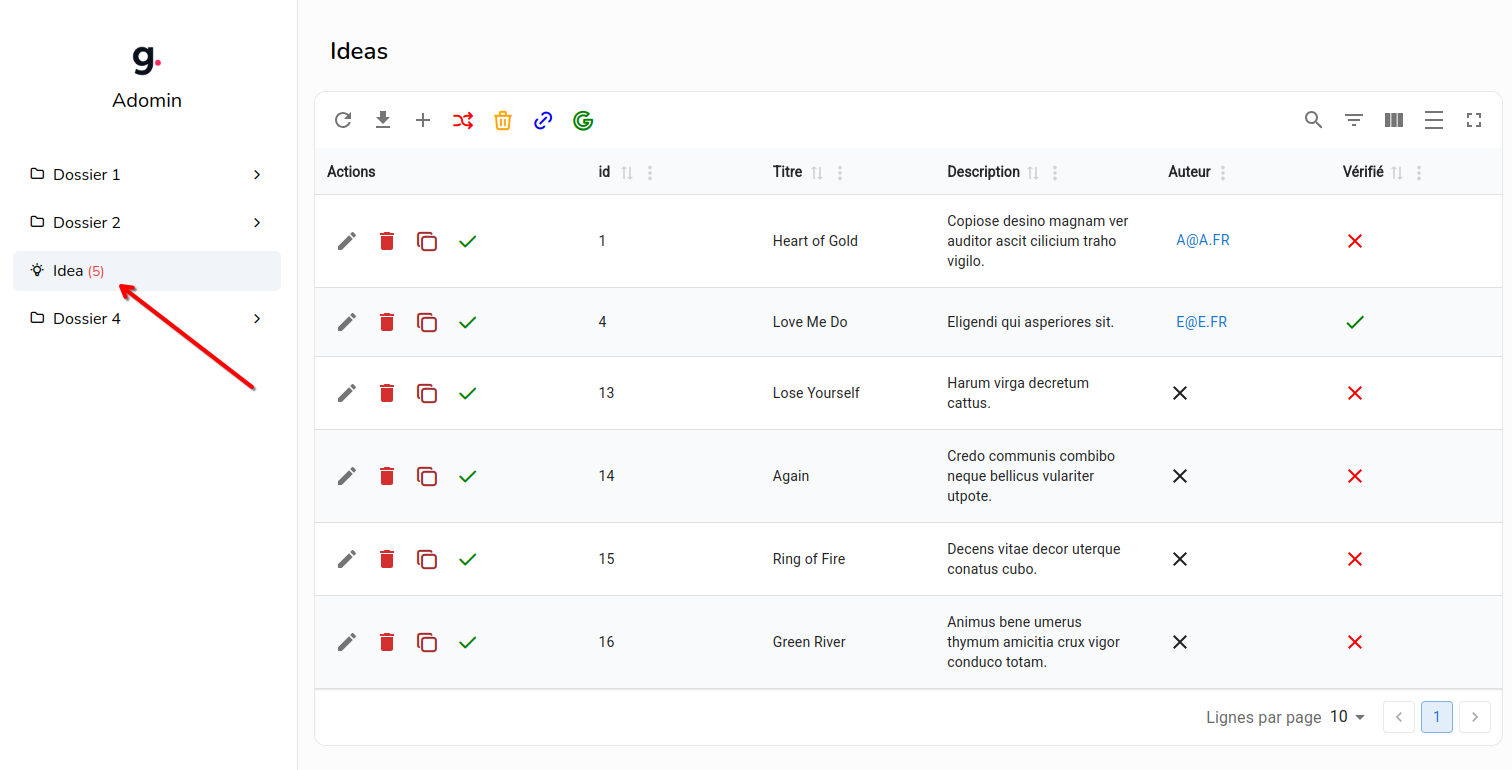 g.
Adomin
Dossier 1
Dossier 2
Idea (5)
Dossier 4
Ideas
Actions id Titre Description Auteur Vérifié
1 Heart of Gold Copiose desino magnam ver A@A.FR
auditor ascit cilicium traho
vigilo.
4 Love Me Do Eligendi qui asperiores sit. E@E.FR
13 Lose Yourself Harum virga decretum
cattus.
14 Again Credo communis combibo
neque bellicus vulariter
utpote.
15 Ring of Fire Decens vitae decor uterque
conatus cubo.
16 Green River Animus bene umerus
thymum amicitia crux vigor
conduco totam.
Lignes par page 10 1